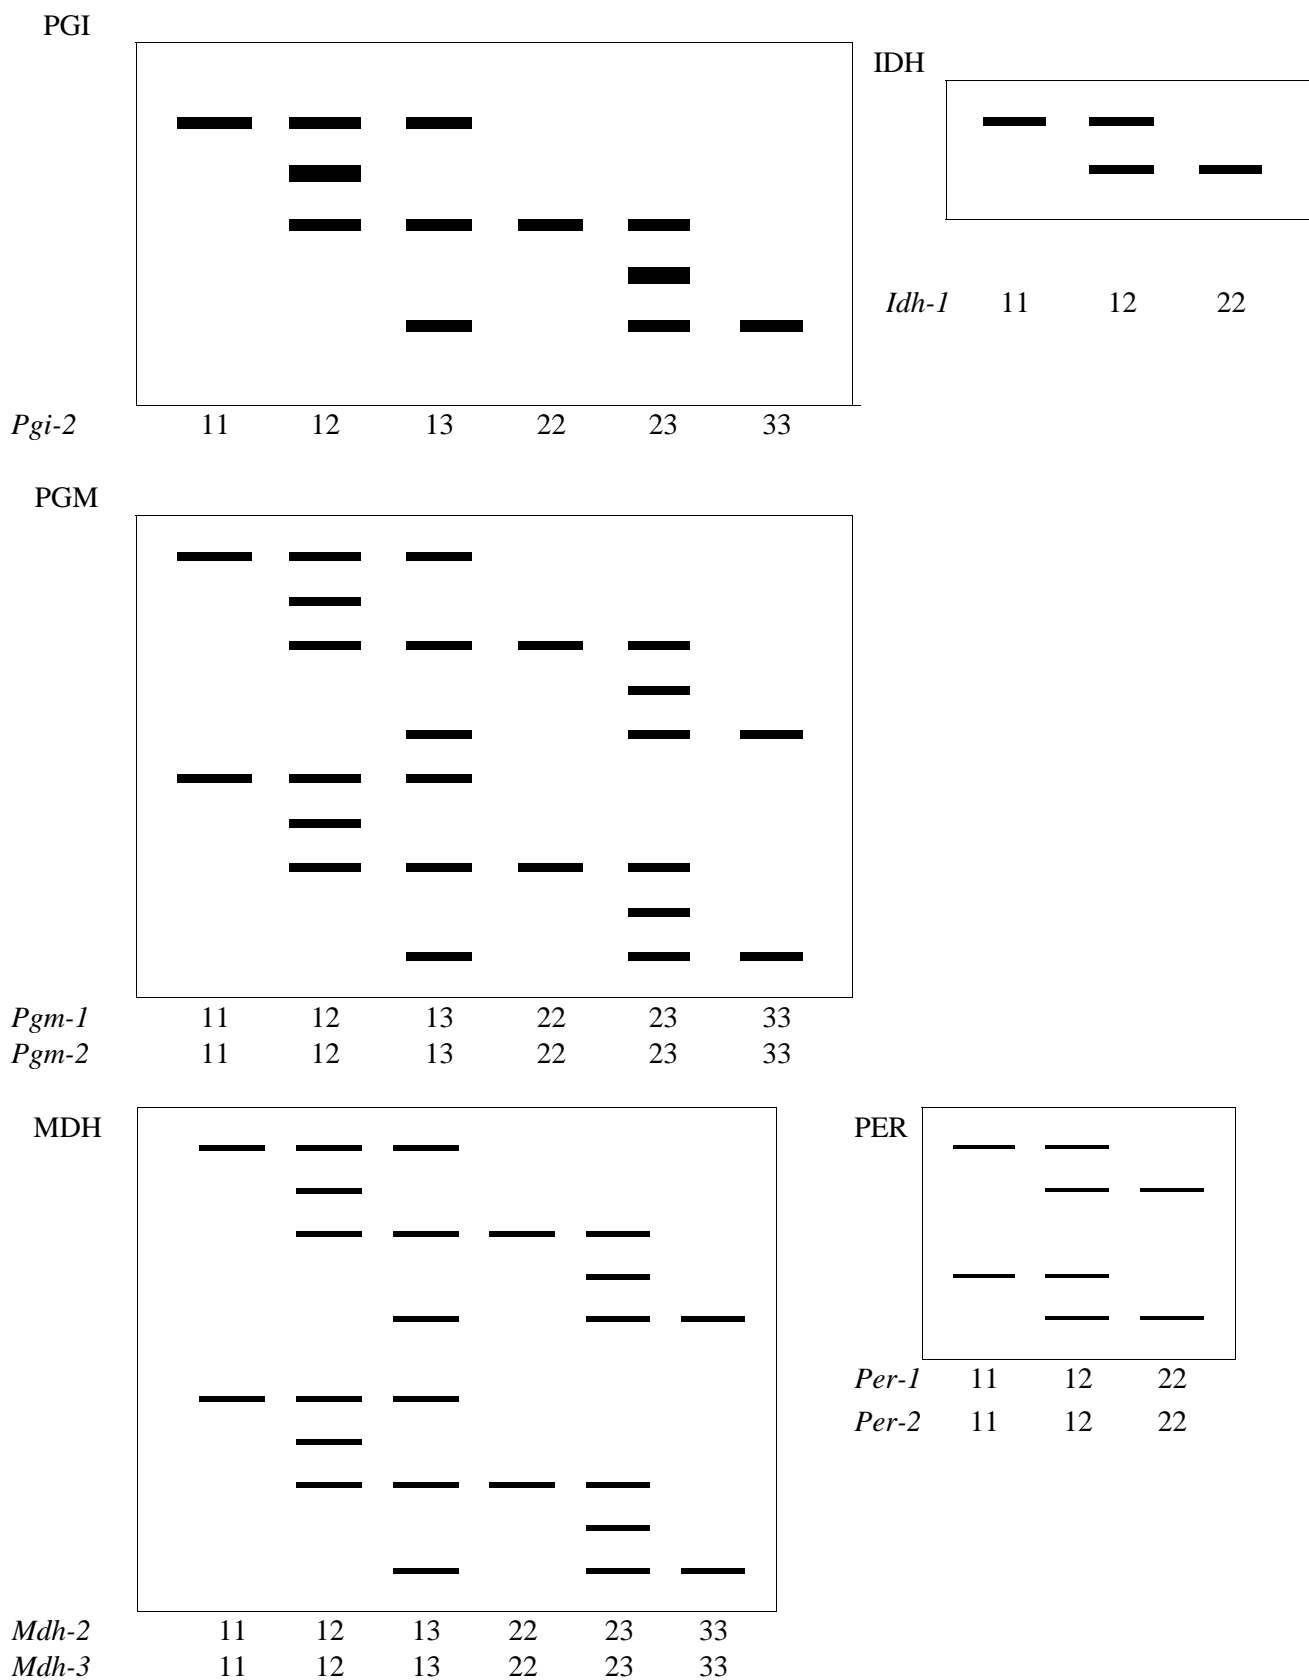 PGI
IDH
Idh-1 11 12 22
Pgi-2 11 12 13 22 23 33
PGM
Pgm-1 11 12 13 22 23 33
Pgm-2 11 12 13 22 23 33
MDH
PER
Per-1 11 12 22
Per-2 11 12 22
Mdh-2 11 12 13 22 23 33
Mdh-3 11 12 13 22 23 33